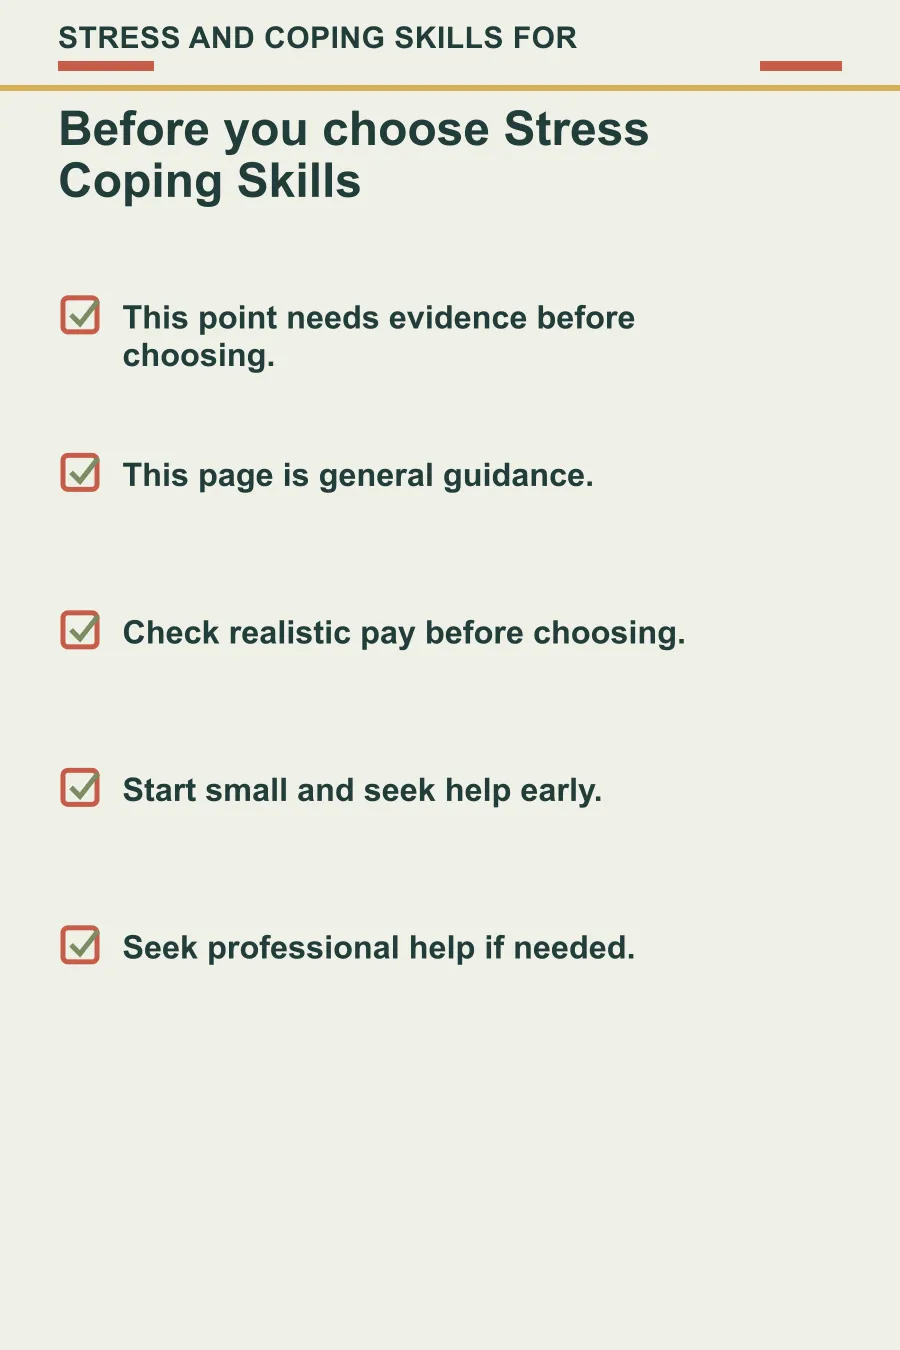 STRESS AND COPING SKILLS FOR
Before you choose Stress
Coping Skills
This point needs evidence before
choosing.
This page is general guidance.
Check realistic pay before choosing.
Start small and seek help early.
Seek professional help if needed.